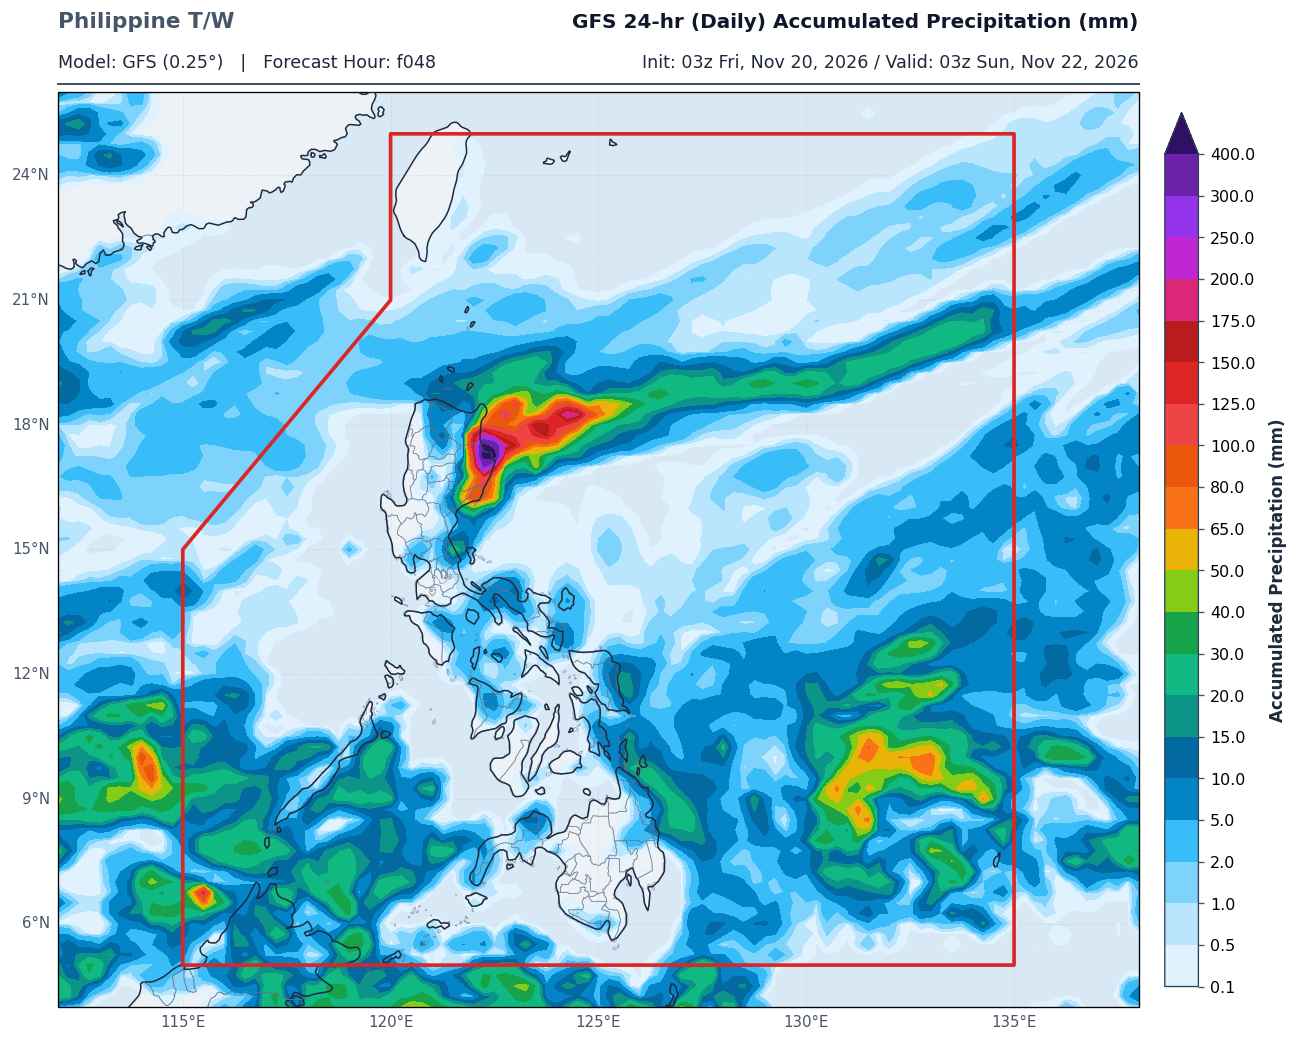 Philippine T/W
GFS 24-hr (Daily) Accumulated Precipitation (mm)
Model: GFS (0.25°)   |   Forecast Hour: f048
Init: 03z Fri, Nov 20, 2026 / Valid: 03z Sun, Nov 22, 2026
24°N
21°N
18°N
15°N
12°N
9°N
6°N
115°E
120°E
125°E
130°E
135°E
400.0
300.0
250.0
200.0
175.0
150.0
125.0
100.0
80.0
65.0
50.0
40.0
30.0
20.0
15.0
10.0
5.0
2.0
1.0
0.5
0.1
Accumulated Precipitation (mm)